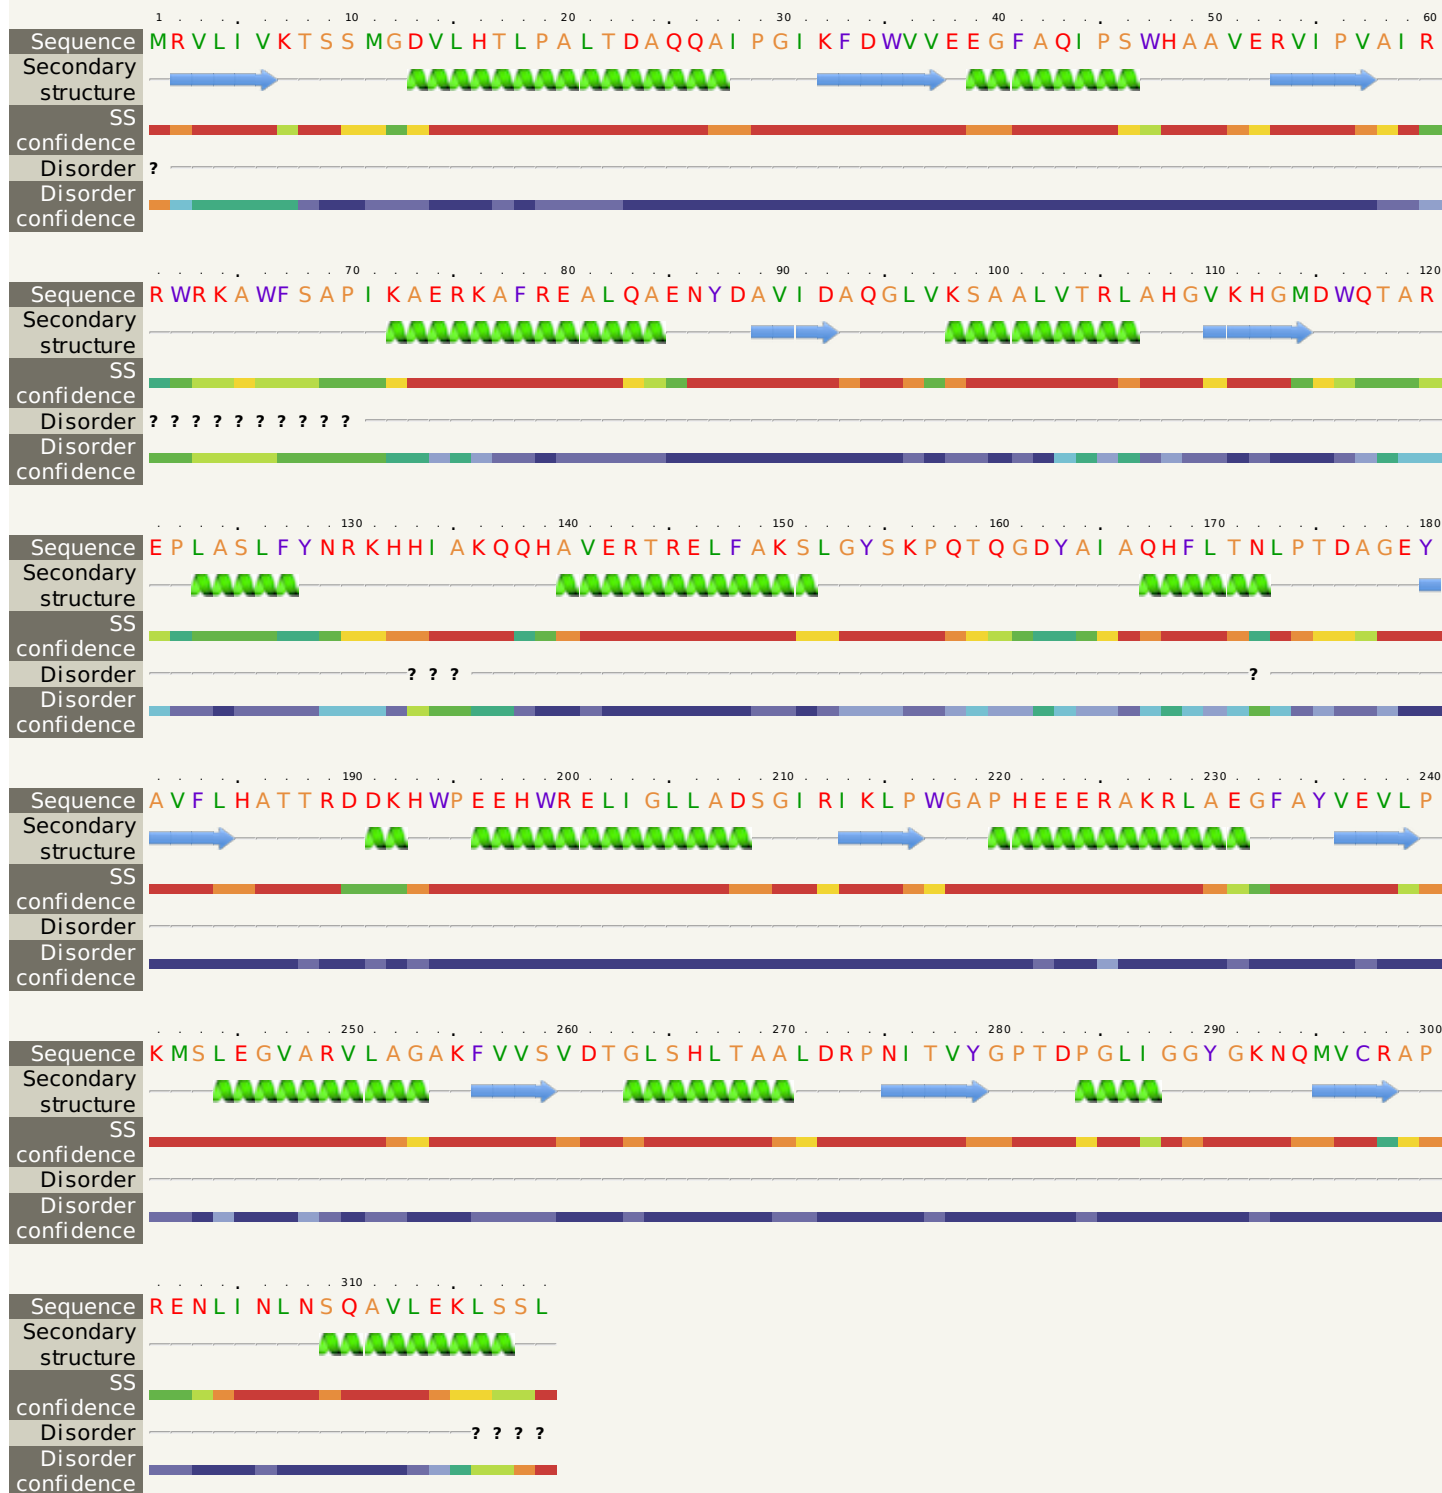 1 10 20 30 40 50 60
Sequence MRVLIVKTSSMGDVLHTLPALTDAQQAIPGIKFDWVVEEGFAQIPSWHAAVERVIPVAIR
Secondary
structure
SS
confidence
Disorder ?
Disorder
confidence
70 80 90 100 110 120
Sequence RWRKAWFSAPIKAERKAFREALQAENYDAVIDAQGLVKSAALVTRLAHGVKHGMDWQTAR
Secondary
structure
SS
confidence
Disorder ? ? ? ? ? ? ? ? ? ?
Disorder
confidence
130 140 150 160 170 180
Sequence EPLASLFYNRKHHIAKQQHAVERTRELFAKSLGYSKPQTQGDYAIAQHFLTNLPTDAGEY
Secondary
structure
SS
confidence
Disorder ? ? ? ?
Disorder
confidence
190 200 210 220 230 240
Sequence AVFLHATTRDDKHWPEEHWRELIGLLADSGIRIKLPWGAPHEEERAKRLAEGFAYVEVLP
Secondary
structure
SS
confidence
Disorder
Disorder
confidence
250 260 270 280 290 300
Sequence KMSLEGVARVLAGAKFVVSVDTGLSHLTAALDRPNITVYGPTDPGLIGGYGKNQMVCRAP
Secondary
structure
SS
confidence
Disorder
Disorder
confidence
310
Sequence RENLINLNSQAVLEKLSSL
Secondary
structure
SS
confidence
Disorder ? ? ? ?
Disorder
confidence